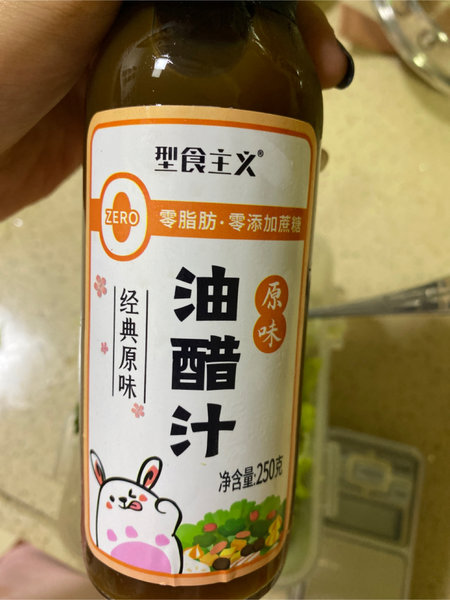 型食主义®
ZERO
零脂肪·零添加蔗糖
原味
油醋汁
经典原味
净含量:250克